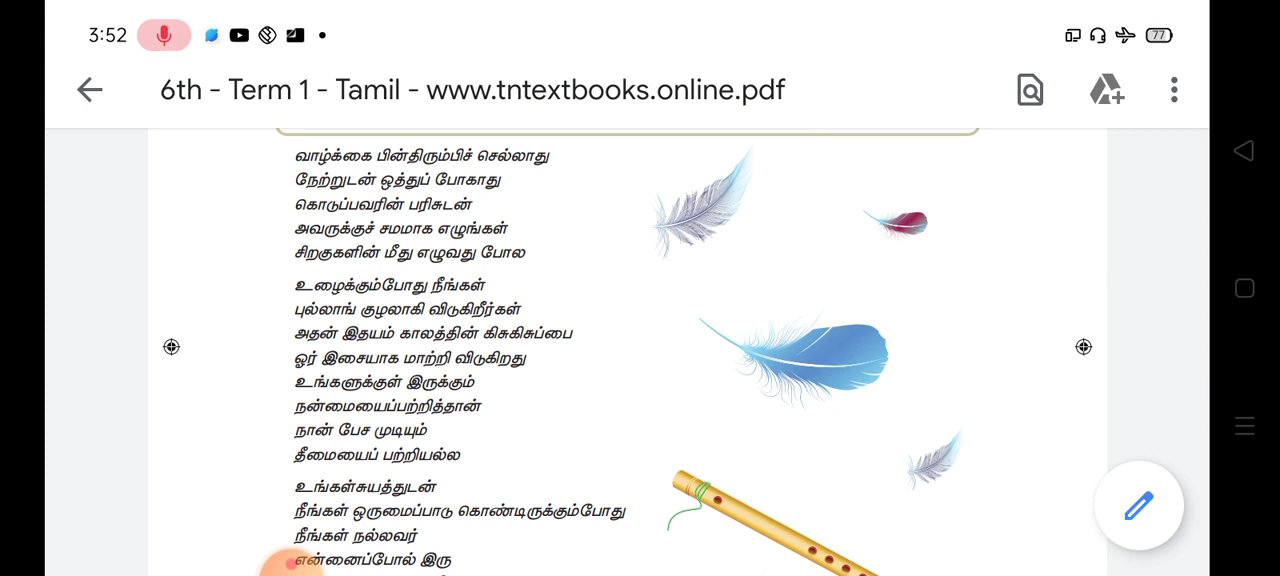 3:52
77
6th - Term 1 - Tamil - www.tntextbooks.online.pdf
வாழ்க்கை பின்திரும்பிச் செல்லாது
நேற்றுடன் ஒத்துப் போகாது
கொடுப்பவரின் பரிசுடன்
அவருக்குச் சமமாக எழுங்கள்
சிறகுகளின் மீது எழுவது போல
உழைக்கும்போது நீங்கள்
புல்லாங் குழலாகி விடுகிறீர்கள்
அதன் இதயம் காலத்தின் கிசுகிசுப்பை
ஓர் இசையாக மாற்றி விடுகிறது
உங்களுக்குள் இருக்கும்
நன்மையைப்பற்றித்தான்
நான் பேச முடியும்
தீமையைப் பற்றியல்ல
உங்கள்சுயத்துடன்
நீங்கள் ஒருமைப்பாடு கொண்டிருக்கும்போது
நீங்கள் நல்லவர்
என்னைப்போல் இரு